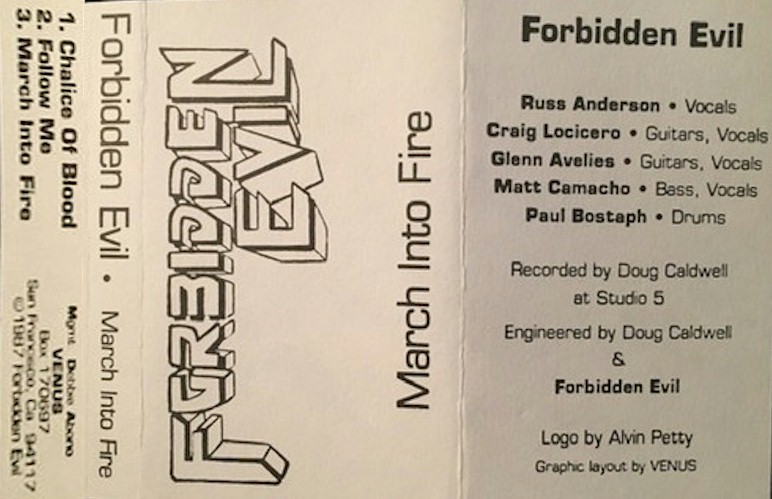 1. Chalice Of Blood
2. Follow Me
3. March Into Fire
Mgmt. Debbie Abono
VENUS
Box 170697
San Francisco, Ca 94117
© 1987 Forbidden Evil
Forbidden Evil • March Into Fire
FORBIDDEN
EVIL
March Into Fire
Forbidden Evil
Russ Anderson • Vocals
Craig Locicero • Guitars, Vocals
Glenn Avelies • Guitars, Vocals
Matt Camacho • Bass, Vocals
Paul Bostaph • Drums
Recorded by Doug Caldwell
at Studio 5
Engineered by Doug Caldwell
&
Forbidden Evil
Logo by Alvin Petty
Graphic layout by VENUS